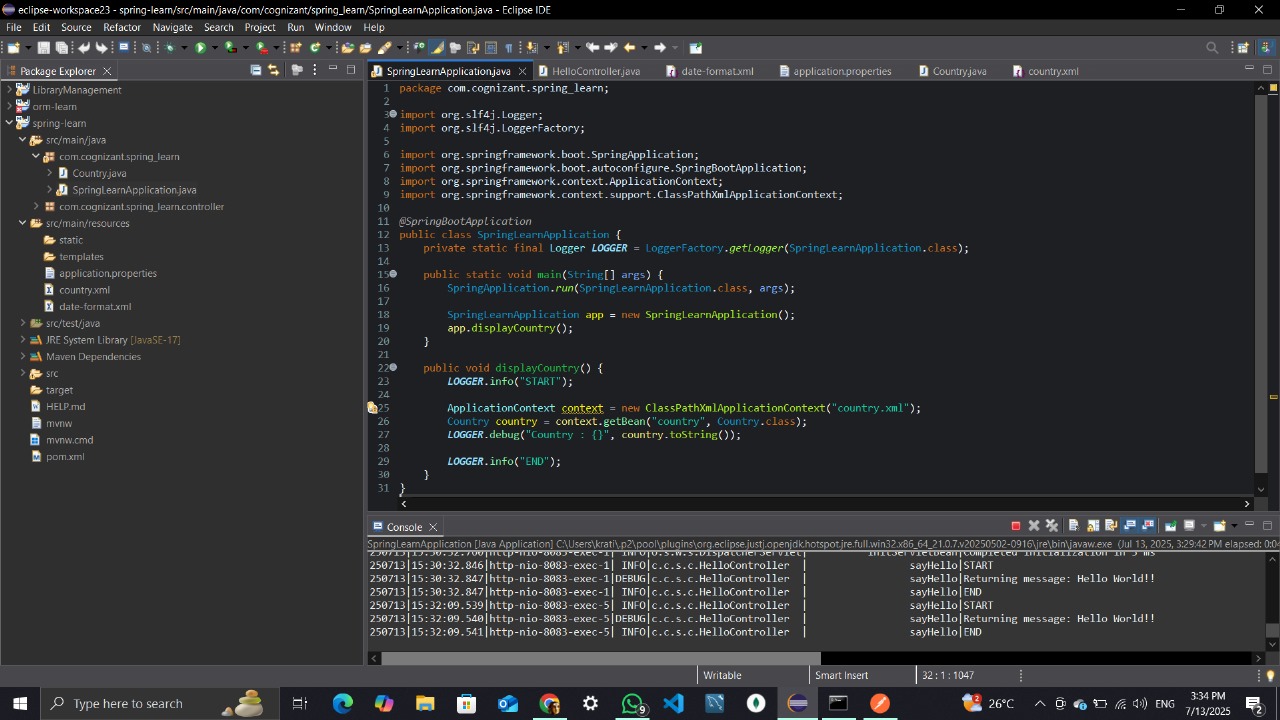 eclipse-workspace23 - spring-learn/src/main/java/com/cognizant/spring_learn/SpringLearnApplication.java - Eclipse IDE
File Edit Source Refactor Navigate Search Project Run Window Help
Package Explorer
LibraryManagement
orm-learn
spring-learn
src/main/java
com.cognizant.spring_learn
Country.java
SpringLearnApplication.java
com.cognizant.spring_learn.controller
src/main/resources
static
templates
application.properties
country.xml
date-format.xml
src/test/java
JRE System Library [JavaSE-17]
Maven Dependencies
src
target
HELP.md
mvnw
mvnw.cmd
pom.xml
SpringLearnApplication.java HelloController.java date-format.xml application.properties Country.java country.xml
1 package com.cognizant.spring_learn;
2
3 import org.slf4j.Logger;
4 import org.slf4j.LoggerFactory;
5
6 import org.springframework.boot.SpringApplication;
7 import org.springframework.boot.autoconfigure.SpringBootApplication;
8 import org.springframework.context.ApplicationContext;
9 import org.springframework.context.support.ClassPathXmlApplicationContext;
10
11 @SpringBootApplication
12 public class SpringLearnApplication {
13 private static final Logger LOGGER = LoggerFactory.getLogger(SpringLearnApplication.class);
14
15 public static void main(String[] args) {
16 SpringApplication.run(SpringLearnApplication.class, args);
17
18 SpringLearnApplication app = new SpringLearnApplication();
19 app.displayCountry();
20 }
21
22 public void displayCountry() {
23 LOGGER.info("START");
24
25 ApplicationContext context = new ClassPathXmlApplicationContext("country.xml");
26 Country country = context.getBean("country", Country.class);
27 LOGGER.debug("Country : {}", country.toString());
28
29 LOGGER.info("END");
30 }
31 }
Console
SpringLearnApplication [Java Application] C:\Users\krati\.p2\pool\plugins\org.eclipse.justj.openjdk.hotspot.jre.full.win32.x86_64_21.0.7.v20250502-0916\jre\bin\javaw.exe (Jul 13, 2025, 3:29:42 PM elapsed: 0:04
250713|15:30:32.760|http-nio-8083-exec-1| INFO|o.s.w.s.DispatcherServlet| initServletBean|Completed initialization in 3 ms
250713|15:30:32.846|http-nio-8083-exec-1| INFO|c.c.s.c.HelloController | sayHello|START
250713|15:30:32.847|http-nio-8083-exec-1|DEBUG|c.c.s.c.HelloController | sayHello|Returning message: Hello World!!
250713|15:30:32.847|http-nio-8083-exec-1| INFO|c.c.s.c.HelloController | sayHello|END
250713|15:32:09.539|http-nio-8083-exec-5| INFO|c.c.s.c.HelloController | sayHello|START
250713|15:32:09.540|http-nio-8083-exec-5|DEBUG|c.c.s.c.HelloController | sayHello|Returning message: Hello World!!
250713|15:32:09.541|http-nio-8083-exec-5| INFO|c.c.s.c.HelloController | sayHello|END
Writable Smart Insert 32 : 1 : 1047
Type here to search
9
2
26°C
ENG
3:34 PM
7/13/2025
2